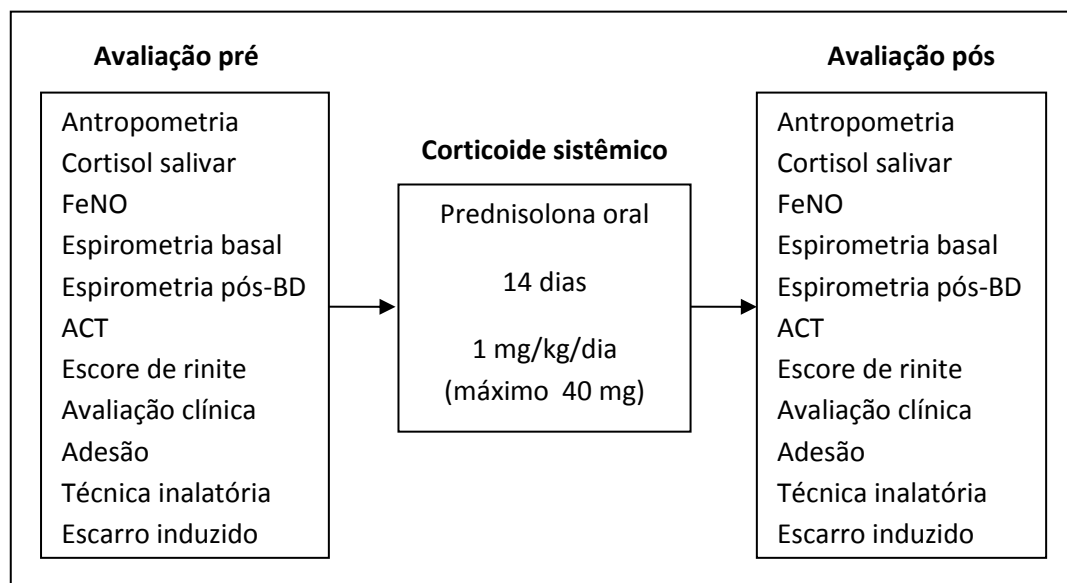 Avaliação pré
Antropometria
Cortisol salivar
FeNO
Espirometria basal
Espirometria pós-BD
ACT
Escore de rinite
Avaliação clínica
Adesão
Técnica inalatória
Escarro induzido
Corticoide sistêmico
Prednisolona oral
14 dias
1 mg/kg/dia
(máximo 40 mg)
Avaliação pós
Antropometria
Cortisol salivar
FeNO
Espirometria basal
Espirometria pós-BD
ACT
Escore de rinite
Avaliação clínica
Adesão
Técnica inalatória
Escarro induzido